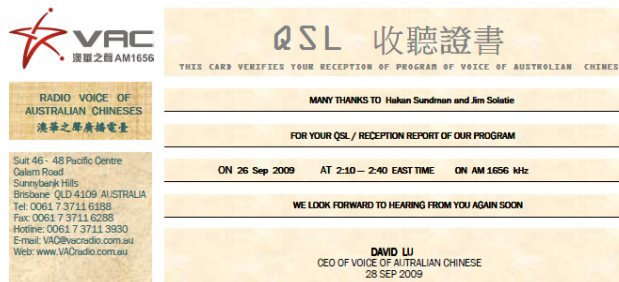 VAC
澳華之聲AM1656
QSL 收聽證書
THIS CARD VERIFIES YOUR RECEPTION OF PROGRAM OF VOICE OF AUSTROLIAN CHINES
RADIO VOICE OF
AUSTRALIAN CHINESES
澳華之聲廣播電臺
Suit 46 - 48 Pacific Centre
Galam Road
Sunnybank Hills
Brisbane QLD 4109 AUSTRALIA
Tel: 0061 7 3711 6188
Fax: 0061 7 3711 6288
Hotline: 0061 7 3711 3930
E-mail: VAC@vacradio.com.au
Web: www.VACradio.com.au
MANY THANKS TO Hakan Sundman and Jim Solatie
FOR YOUR QSL / RECEPTION REPORT OF OUR PROGRAM
ON 26 Sep 2009 AT 2:10 — 2:40 EAST TIME ON AM 1656 kHz
WE LOOK FORWARD TO HEARING FROM YOU AGAIN SOON
DAVID LU
CEO OF VOICE OF AUTRALIAN CHINESE
28 SEP 2009